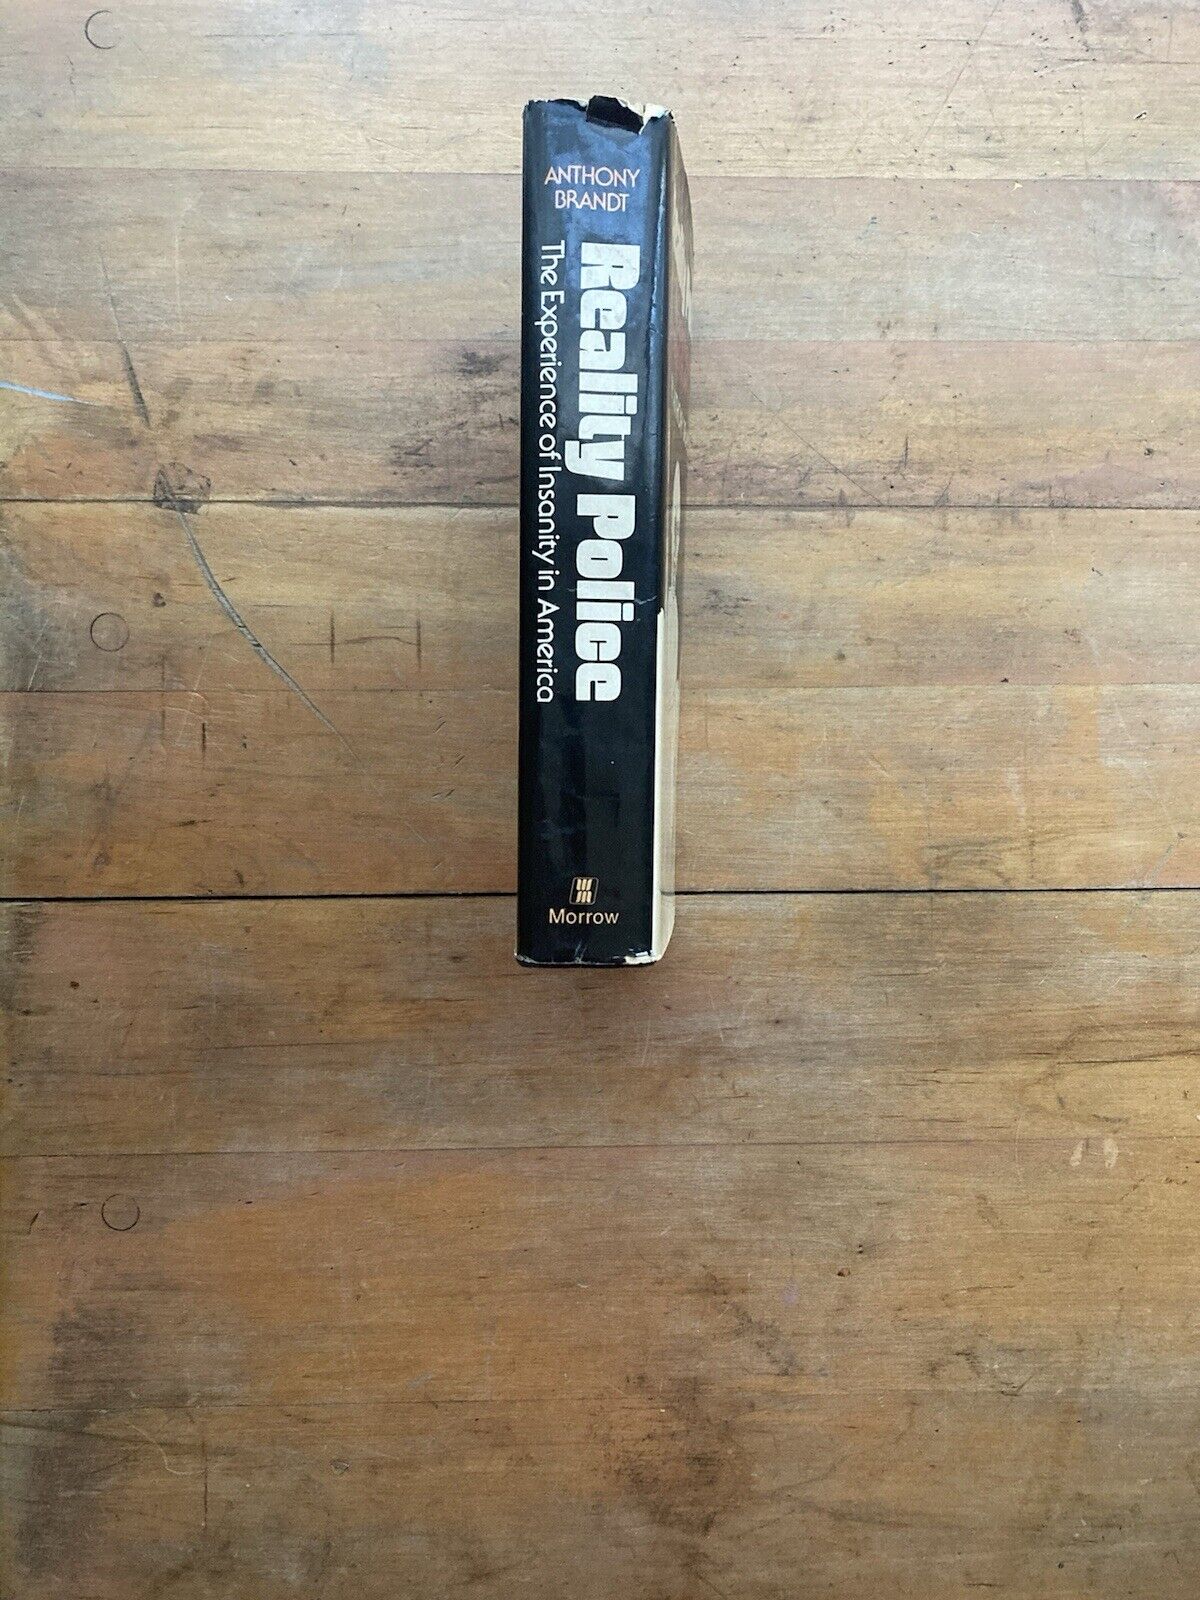 ANTHONY
BRANDT
Reality Police
The Experience of Insanity in America
Morrow